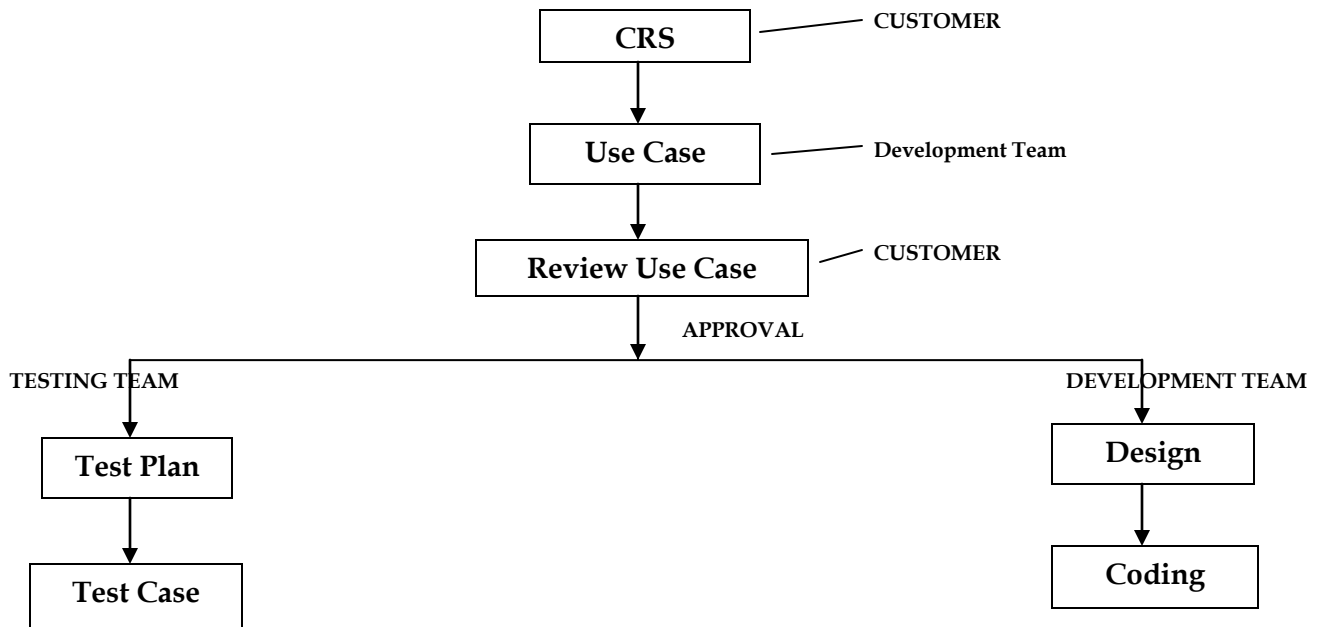 CRS
CUSTOMER
Use Case
Development Team
Review Use Case
CUSTOMER
APPROVAL
TESTING TEAM
DEVELOPMENT TEAM
Test Plan
Design
Test Case
Coding